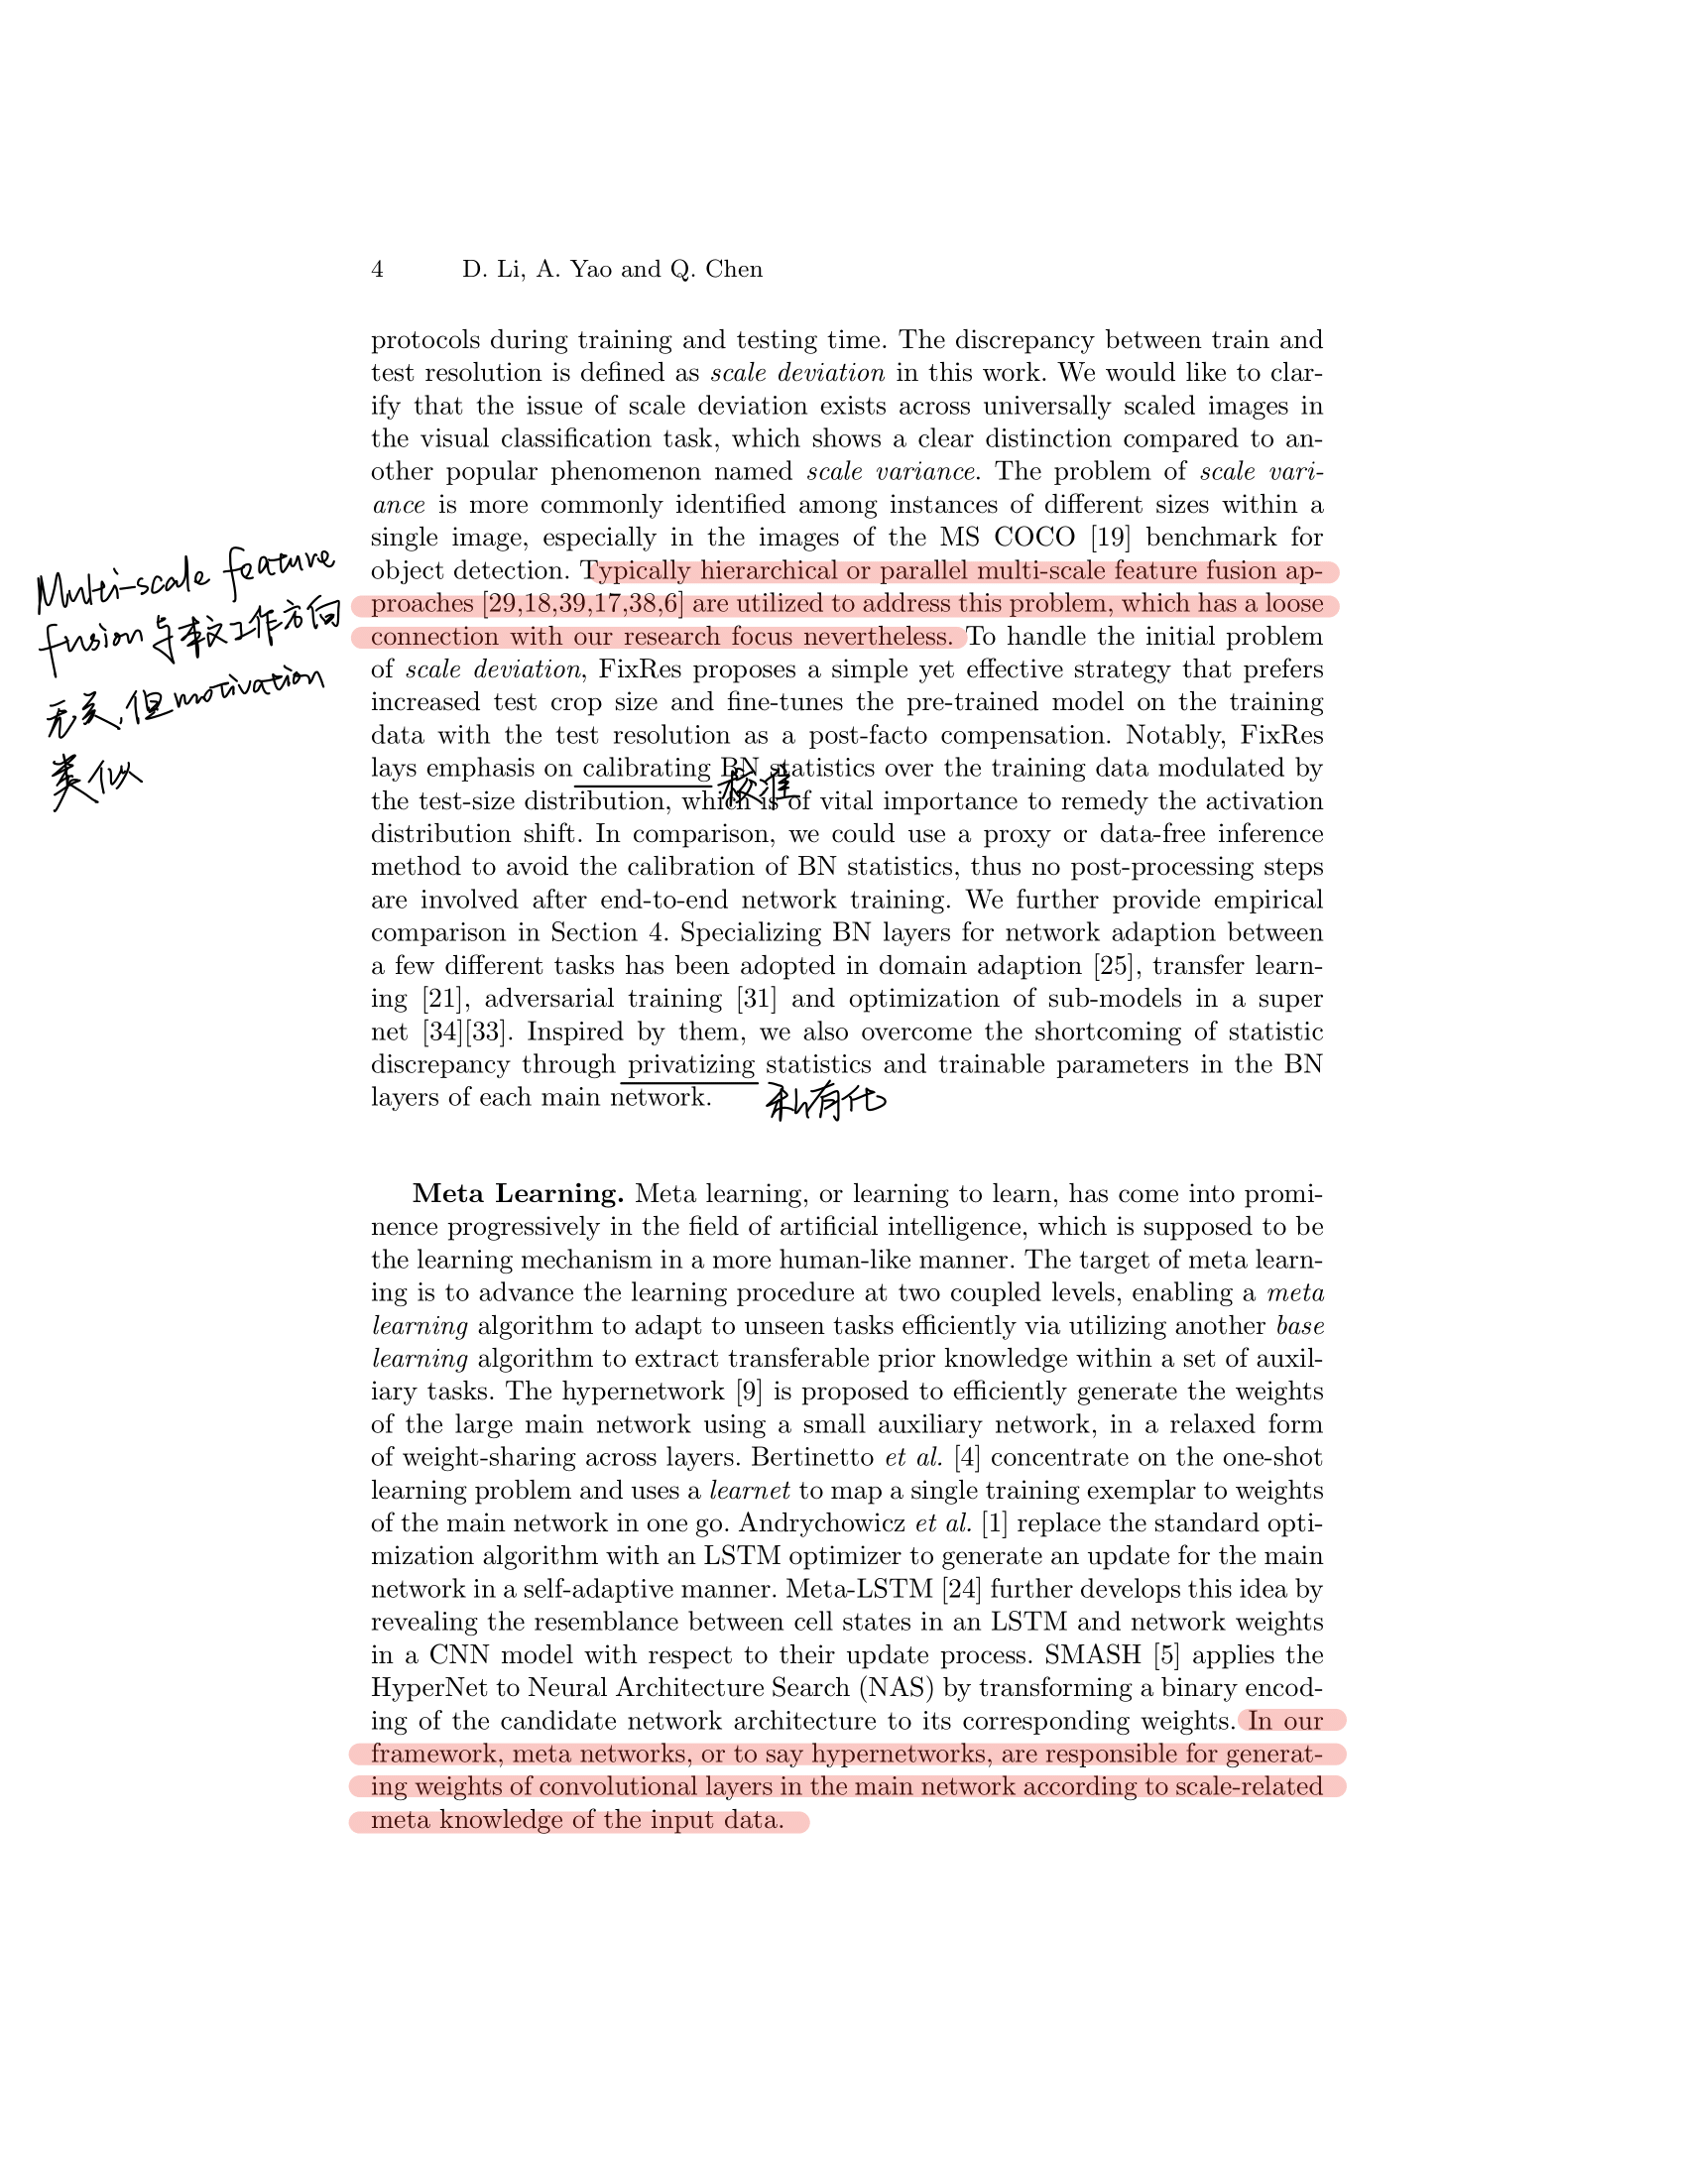 4 D. Li, A. Yao and Q. Chen
protocols during training and testing time. The discrepancy between train and
test resolution is defined as scale deviation in this work. We would like to clar-
ify that the issue of scale deviation exists across universally scaled images in
the visual classification task, which shows a clear distinction compared to an-
other popular phenomenon named scale variance. The problem of scale vari-
ance is more commonly identified among instances of different sizes within a
single image, especially in the images of the MS COCO [19] benchmark for
object detection. Typically hierarchical or parallel multi-scale feature fusion ap-
proaches [29,18,39,17,38,6] are utilized to address this problem, which has a loose
connection with our research focus nevertheless. To handle the initial problem
of scale deviation, FixRes proposes a simple yet effective strategy that prefers
increased test crop size and fine-tunes the pre-trained model on the training
data with the test resolution as a post-facto compensation. Notably, FixRes
lays emphasis on calibrating BN statistics over the training data modulated by
the test-size distribution, which is of vital importance to remedy the activation
distribution shift. In comparison, we could use a proxy or data-free inference
method to avoid the calibration of BN statistics, thus no post-processing steps
are involved after end-to-end network training. We further provide empirical
comparison in Section 4. Specializing BN layers for network adaption between
a few different tasks has been adopted in domain adaption [25], transfer learn-
ing [21], adversarial training [31] and optimization of sub-models in a super
net [34][33]. Inspired by them, we also overcome the shortcoming of statistic
discrepancy through privatizing statistics and trainable parameters in the BN
layers of each main network.
Multi-scale feature
fusion与本文工作方向
无关,但motivation
类似
校准
私有化
Meta Learning. Meta learning, or learning to learn, has come into promi-
nence progressively in the field of artificial intelligence, which is supposed to be
the learning mechanism in a more human-like manner. The target of meta learn-
ing is to advance the learning procedure at two coupled levels, enabling a meta
learning algorithm to adapt to unseen tasks efficiently via utilizing another base
learning algorithm to extract transferable prior knowledge within a set of auxil-
iary tasks. The hypernetwork [9] is proposed to efficiently generate the weights
of the large main network using a small auxiliary network, in a relaxed form
of weight-sharing across layers. Bertinetto et al. [4] concentrate on the one-shot
learning problem and uses a learnet to map a single training exemplar to weights
of the main network in one go. Andrychowicz et al. [1] replace the standard opti-
mization algorithm with an LSTM optimizer to generate an update for the main
network in a self-adaptive manner. Meta-LSTM [24] further develops this idea by
revealing the resemblance between cell states in an LSTM and network weights
in a CNN model with respect to their update process. SMASH [5] applies the
HyperNet to Neural Architecture Search (NAS) by transforming a binary encod-
ing of the candidate network architecture to its corresponding weights. In our
framework, meta networks, or to say hypernetworks, are responsible for generat-
ing weights of convolutional layers in the main network according to scale-related
meta knowledge of the input data.